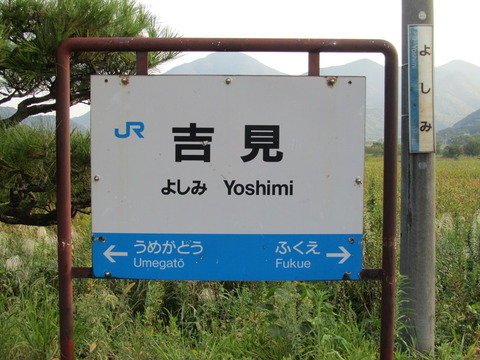 JR
吉見
よしみ Yoshimi
← うめがとう ふくえ →
Umegatō Fukue
よしみ